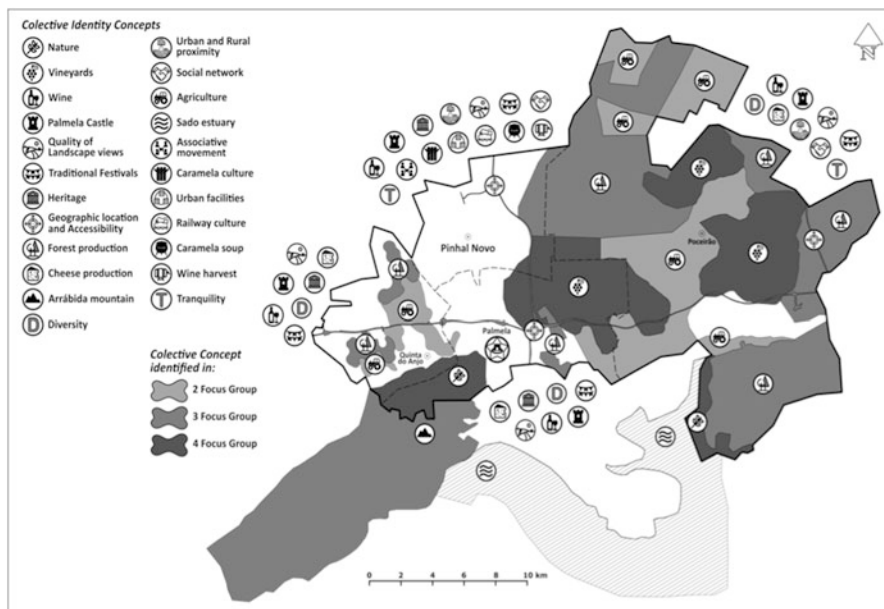 Colective Identity Concepts
Nature
Vineyards
Wine
Palmela Castle
Quality of
Landscape views
Traditional Festivals
Heritage
Geographic location
and Accessibility
Forest production
Cheese production
Arrábida mountain
D
Diversity
Urban and Rural
proximity
Social network
Agriculture
Sado estuary
Associative
movement
Caramela culture
Urban facilities
Railway culture
Caramela soup
Wine harvest
T
Tranquility
Colective Concept
identified in:
2 Focus Group
3 Focus Group
4 Focus Group
N
D
T
T
Poceirão
Pinhal Novo
D
Palmela
Quinta
do Anjo
D
0 2 4 6 8 10 km